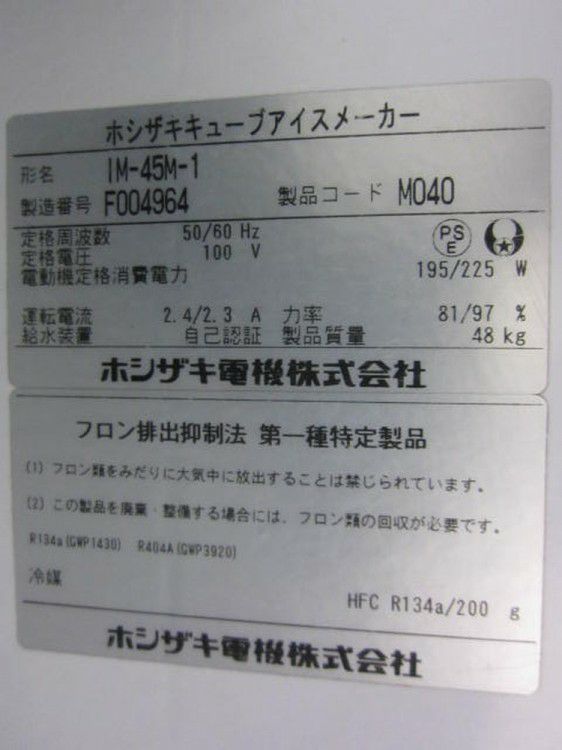 ホシザキキューブアイスメーカー
形名 IM-45M-1
製造番号 F004964 製品コード M040
定格周波数 50/60 Hz
定格電圧 100 V
電動機定格消費電力 195/225 W
運転電流 2.4/2.3 A 力率 81/97 %
給水装置 自己認証 製品質量 48 kg
ホシザキ電機株式会社
フロン排出抑制法 第一種特定製品
(1) フロン類をみだりに大気中に放出することは禁じられています。
(2) この製品を廃棄・整備する場合には、フロン類の回収が必要です。
R134a(GWP1430) R404A(GWP3920)
冷媒 HFC R134a/200 g
ホシザキ電機株式会社
PS
E